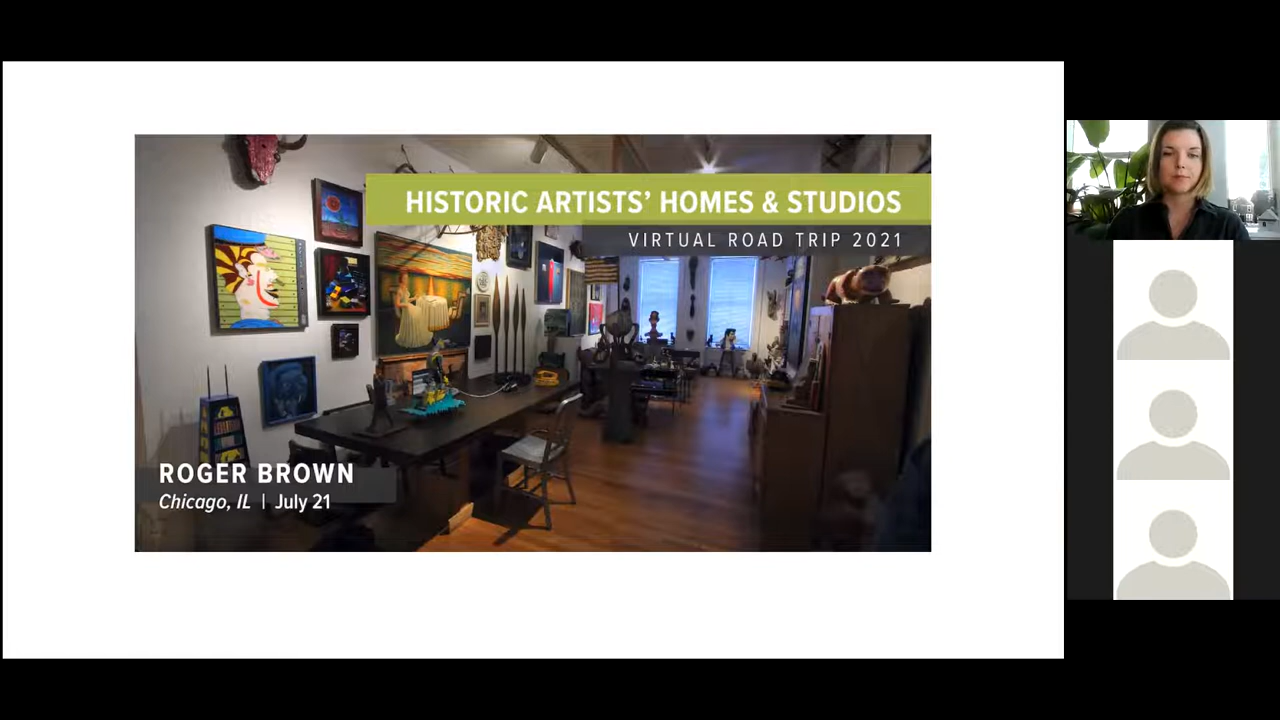 HISTORIC ARTISTS’ HOMES & STUDIOS
VIRTUAL ROAD TRIP 2021
ROGER BROWN
Chicago, IL | July 21